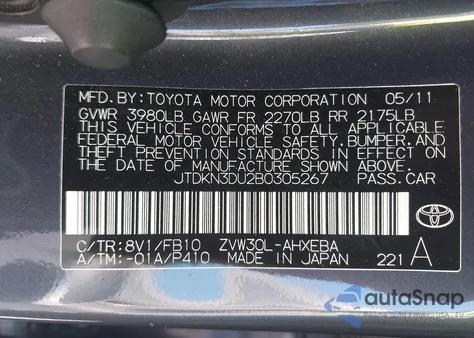 MFD. BY: TOYOTA MOTOR CORPORATION 05/11
GVWR 3980LB GAWR FR 2270LB RR 2175LB
THIS VEHICLE CONFORMS TO ALL APPLICABLE
FEDERAL MOTOR VEHICLE SAFETY, BUMPER, AND
THEFT PREVENTION STANDARDS IN EFFECT ON
THE DATE OF MANUFACTURE SHOWN ABOVE.
JTDKN3DU2B0305267 PASS. CAR
C/TR: 8V1/FB10 ZVW30L-AHXEBA
A/TM: -01A/P410 MADE IN JAPAN 221 A
TOYOTA
autoSnap